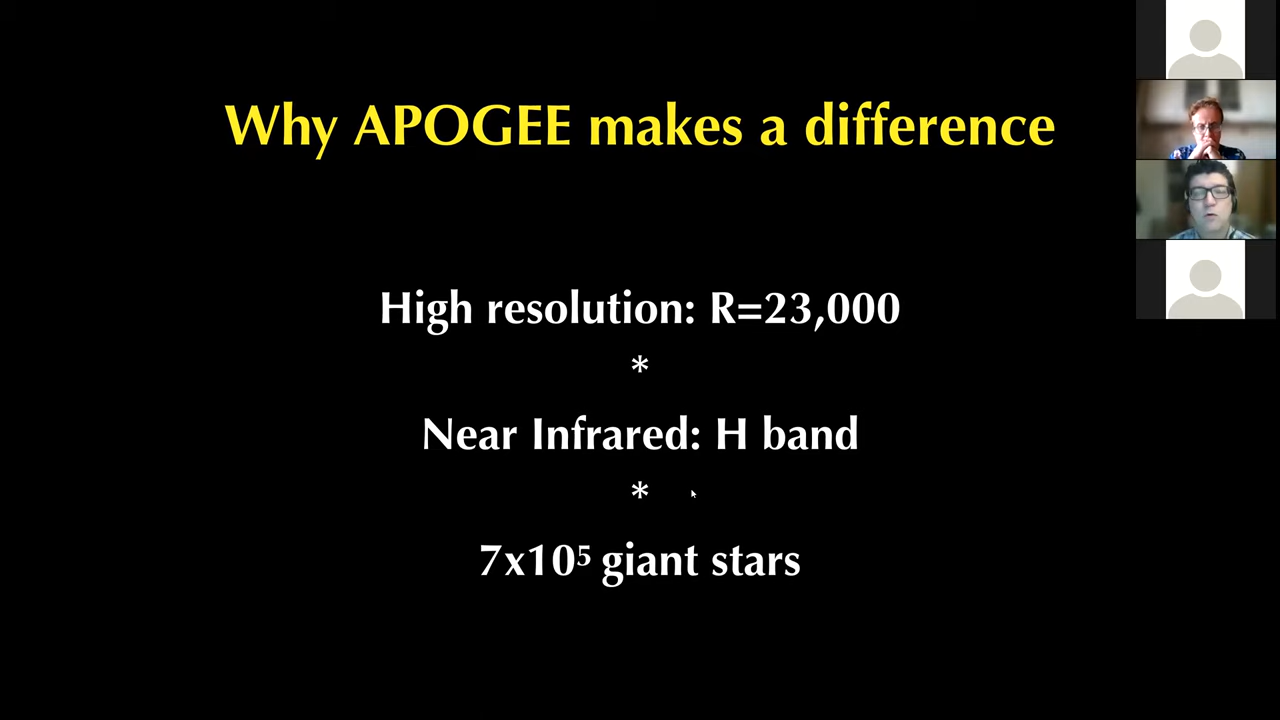 Why APOGEE makes a difference
High resolution: R=23,000
*
Near Infrared: H band
*
7x10⁵ giant stars